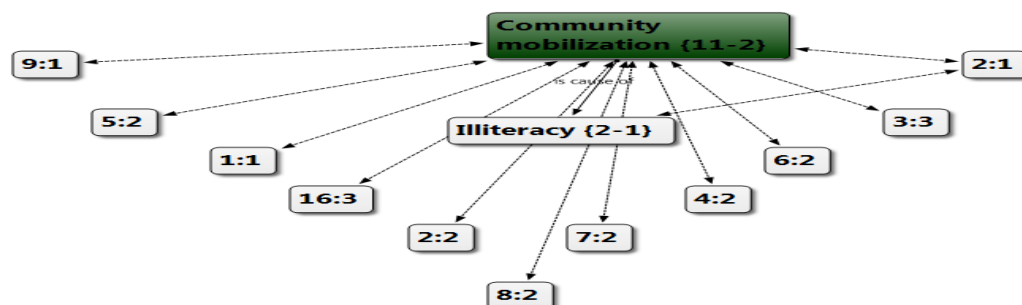 Community
mobilization {11-2}
9:1
2:1
is cause of
5:2
3:3
Illiteracy {2-1}
1:1
6:2
16:3
4:2
2:2
7:2
8:2